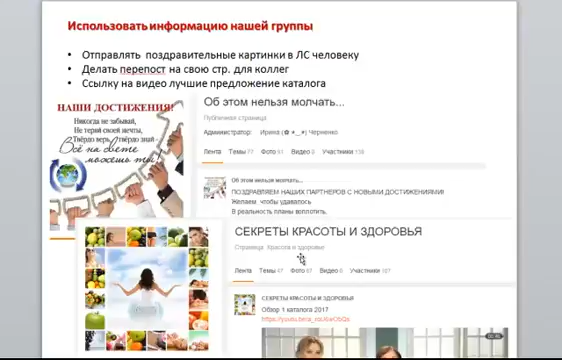 Использовать информацию нашей группы
• Отправлять поздравительные картинки в ЛС человеку
• Делать перепост на свою стр. для коллег
• Ссылку на видео лучшие предложение каталога
НАШИ ДОСТИЖЕНИЯ!
Никогда не забывай,
Не теряй своей мечты,
Твёрдо верь, твёрдо знай -
Всё на свете
можешь ты!
Об этом нельзя молчать...
Публичная страница
Администратор: Ирина Черненко
Лента Темы 77 Фото Видео 0 Участники
Об этом нельзя молчать...
ПОЗДРАВЛЯЕМ НАШИХ ПАРТНЕРОВ С НОВЫМИ ДОСТИЖЕНИЯМИ!
Желаем чтобы удавалось
В реальность планы воплотить.
СЕКРЕТЫ КРАСОТЫ И ЗДОРОВЬЯ
Страница Красота и здоровье
Лента Темы 47 Фото 67 Видео 0 Участники
СЕКРЕТЫ КРАСОТЫ И ЗДОРОВЬЯ
Обзор 1 каталога 2017